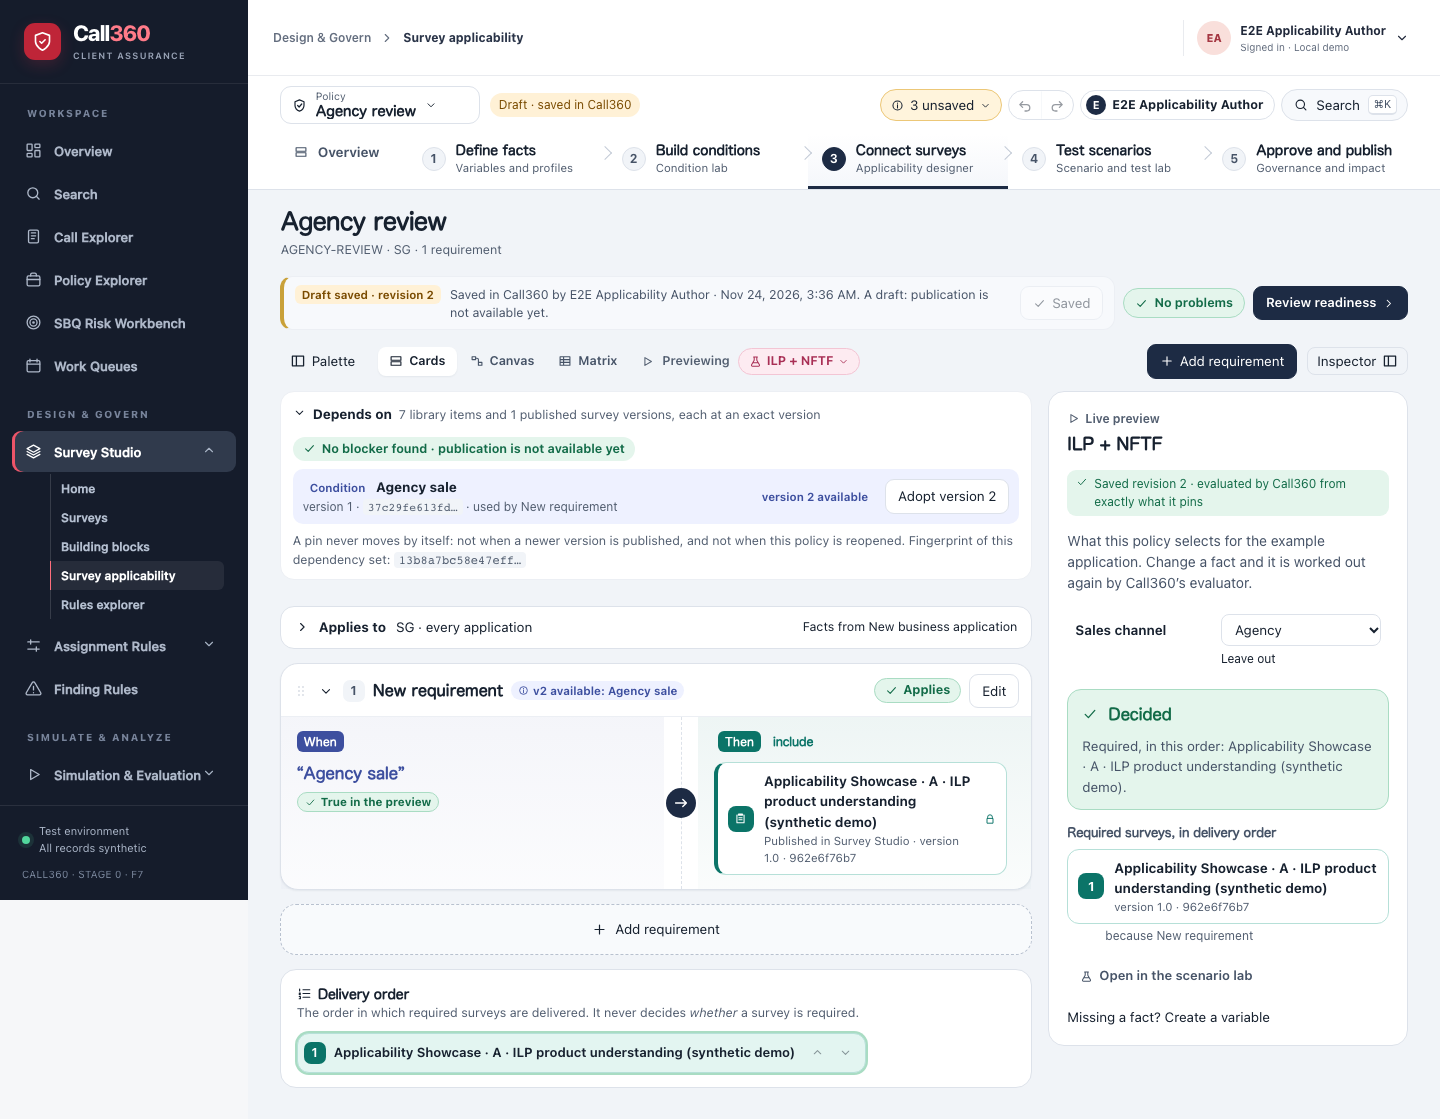 Call360
CLIENT ASSURANCE
WORKSPACE
Overview
Search
Call Explorer
Policy Explorer
SBQ Risk Workbench
Work Queues
DESIGN & GOVERN
Survey Studio
Home
Surveys
Building blocks
Survey applicability
Rules explorer
Assignment Rules
Finding Rules
SIMULATE & ANALYZE
Simulation & Evaluation
Test environment
All records synthetic
CALL360 · STAGE 0 · F7
Design & Govern
Survey applicability
EA
E2E Applicability Author
Signed in · Local demo
Policy
Agency review
Draft · saved in Call360
3 unsaved
E
E2E Applicability Author
Search
⌘K
Overview
1
Define facts
Variables and profiles
2
Build conditions
Condition lab
3
Connect surveys
Applicability designer
4
Test scenarios
Scenario and test lab
5
Approve and publish
Governance and impact
Agency review
AGENCY-REVIEW · SG · 1 requirement
Draft saved · revision 2
Saved in Call360 by E2E Applicability Author · Nov 24, 2026, 3:36 AM. A draft: publication is
not available yet.
Saved
No problems
Review readiness
Palette
Cards
Canvas
Matrix
Previewing
ILP + NFTF
Add requirement
Inspector
Depends on
7 library items and 1 published survey versions, each at an exact version
No blocker found · publication is not available yet
Condition
Agency sale
version 1 · 37c29fe613fd… · used by New requirement
version 2 available
Adopt version 2
A pin never moves by itself: not when a newer version is published, and not when this policy is reopened. Fingerprint of this
dependency set: 13b8a7bc58e47eff…
Applies to
SG · every application
Facts from New business application
1
New requirement
v2 available: Agency sale
Applies
Edit
When
“Agency sale”
True in the preview
Then
include
Applicability Showcase · A · ILP
product understanding
(synthetic demo)
Published in Survey Studio · version
1.0 · 962e6f76b7
Add requirement
Delivery order
The order in which required surveys are delivered. It never decides whether a survey is required.
1
Applicability Showcase · A · ILP product understanding (synthetic demo)
Live preview
ILP + NFTF
Saved revision 2 · evaluated by Call360 from
exactly what it pins
What this policy selects for the example
application. Change a fact and it is worked out
again by Call360's evaluator.
Sales channel
Agency
Leave out
Decided
Required, in this order: Applicability Showcase
· A · ILP product understanding (synthetic
demo).
Required surveys, in delivery order
1
Applicability Showcase · A · ILP product
understanding (synthetic demo)
version 1.0 · 962e6f76b7
because New requirement
Open in the scenario lab
Missing a fact? Create a variable